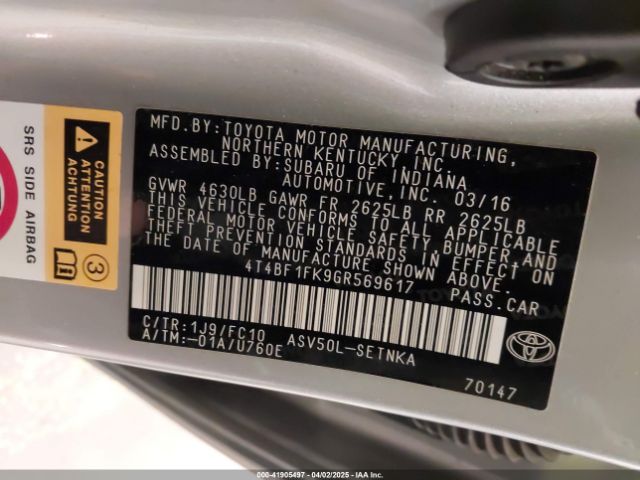 MFD.BY:TOYOTA MOTOR MANUFACTURING,
NORTHERN KENTUCKY, INC.
ASSEMBLED BY:SUBARU OF INDIANA
AUTOMOTIVE,INC. 03/16
GVWR 4630LB GAWR FR 2625LB RR 2625LB
THIS VEHICLE CONFORMS TO ALL APPLICABLE
FEDERAL MOTOR VEHICLE SAFETY, BUMPER,AND
THEFT PREVENTION STANDARDS IN EFFECT ON
THE DATE OF MANUFACTURE SHOWN ABOVE.
4T4BF1FK9GR569617 PASS.CAR
C/TR:1J9/FC10 ASV50L-SETNKA
A/TM:-01A/U760E
70147
SRS SIDE AIRBAG
CAUTION
ATTENTION
ACHTUNG
3
000-41905497 - 04/02/2025 - IAA Inc.